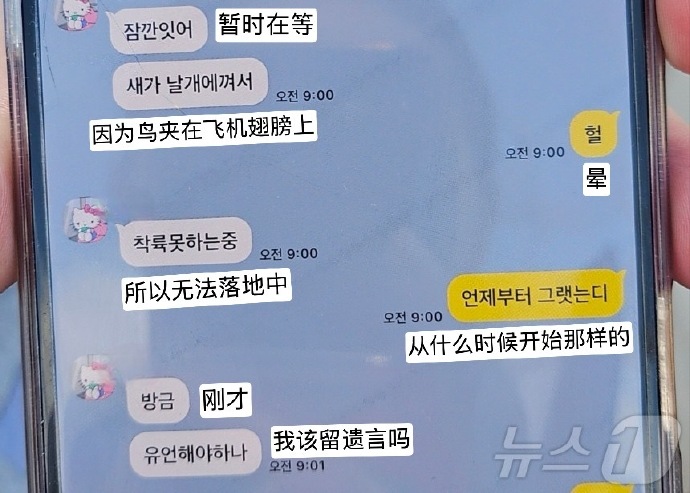 잠깐잇어
暂时在等
새가 날개에껴서
오전 9:00
因为鸟夹在飞机翅膀上
헐
오전 9:00
晕
착륙못하는중
오전 9:00
所以无法落地中
언제부터 그랫는디
오전 9:00
从什么时候开始那样的
방금
刚才
유언해야하나
我该留遗言吗
오전 9:01
뉴스1